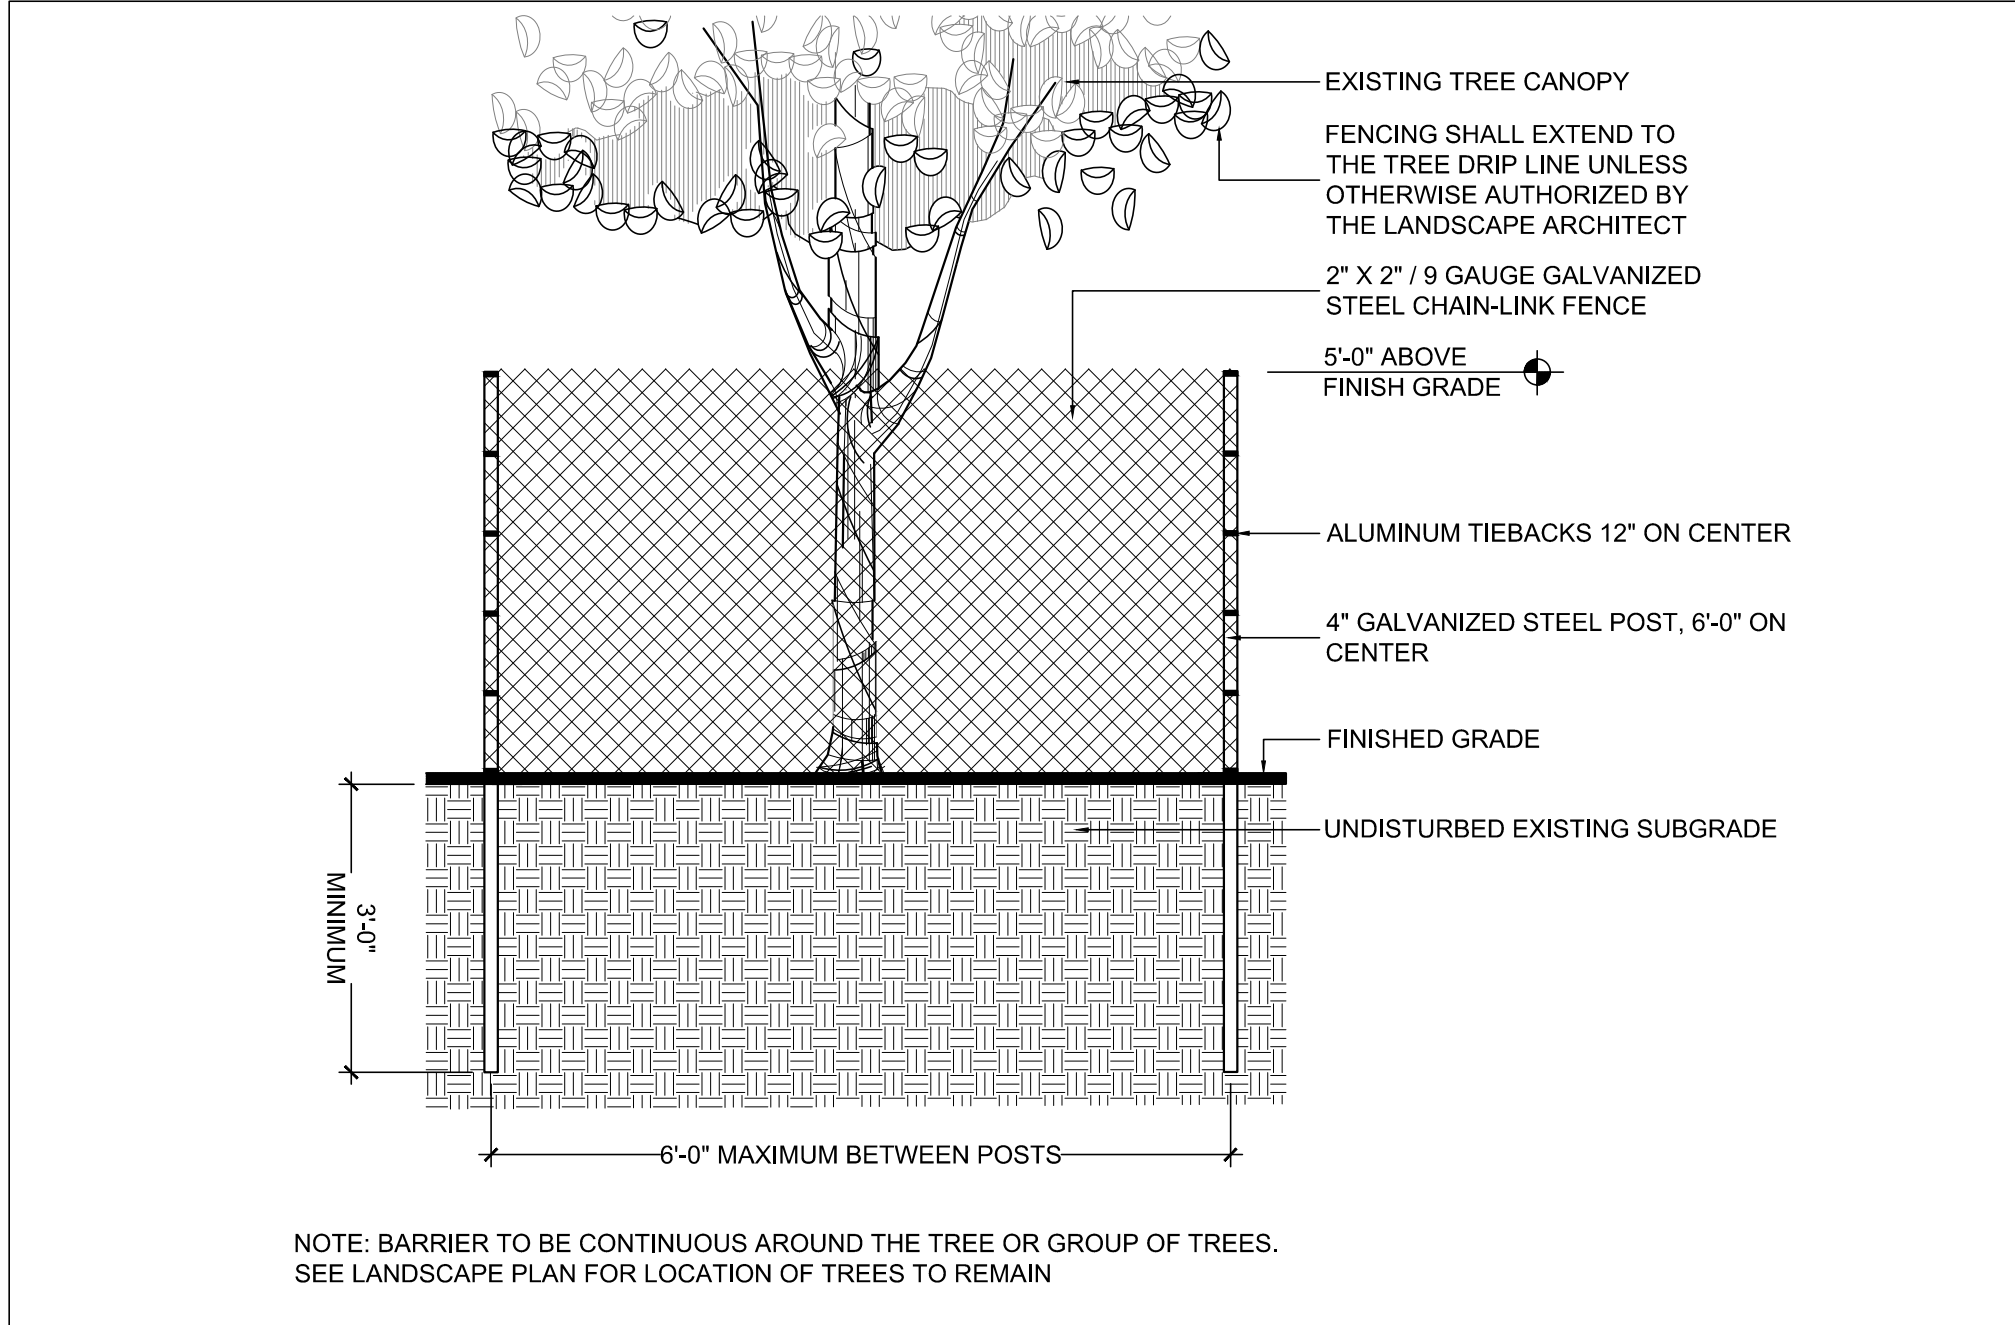 EXISTING TREE CANOPY
FENCING SHALL EXTEND TO
THE TREE DRIP LINE UNLESS
OTHERWISE AUTHORIZED BY
THE LANDSCAPE ARCHITECT
2" X 2" / 9 GAUGE GALVANIZED
STEEL CHAIN-LINK FENCE
5'-0" ABOVE
FINISH GRADE
ALUMINUM TIEBACKS 12" ON CENTER
4" GALVANIZED STEEL POST, 6'-0" ON
CENTER
FINISHED GRADE
UNDISTURBED EXISTING SUBGRADE
3'-0"
MINIMUM
6'-0" MAXIMUM BETWEEN POSTS
NOTE: BARRIER TO BE CONTINUOUS AROUND THE TREE OR GROUP OF TREES.
SEE LANDSCAPE PLAN FOR LOCATION OF TREES TO REMAIN